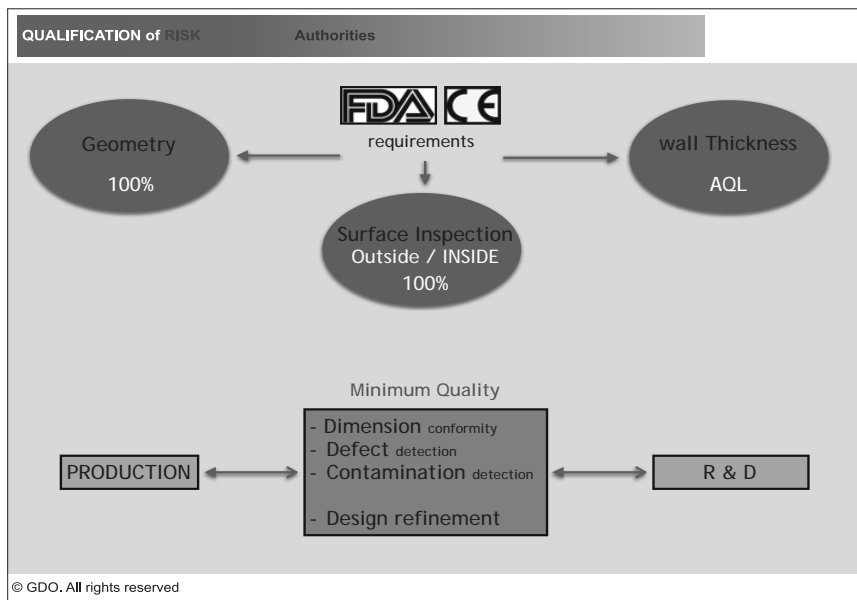 QUALIFICATION of RISK Authorities
FDA CE
requirements
Geometry
100%
wall Thickness
AQL
Surface Inspection
Outside / INSIDE
100%
Minimum Quality
- Dimension conformity
- Defect detection
- Contamination detection
- Design refinement
PRODUCTION
R & D
© GDO. All rights reserved